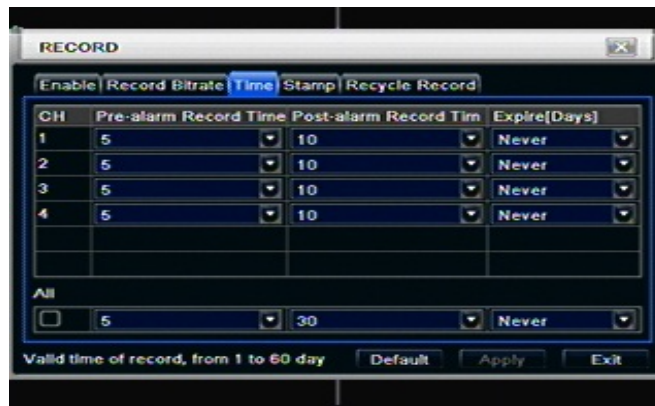 RECORD
Enable Record Bitrate Time Stamp Recycle Record
CH Pre-alarm Record Time Post-alarm Record Tim Expire[Days]
1 5 10 Never
2 5 10 Never
3 5 10 Never
4 5 10 Never
All
5 30 Never
Valid time of record, from 1 to 60 day Default Apply Exit